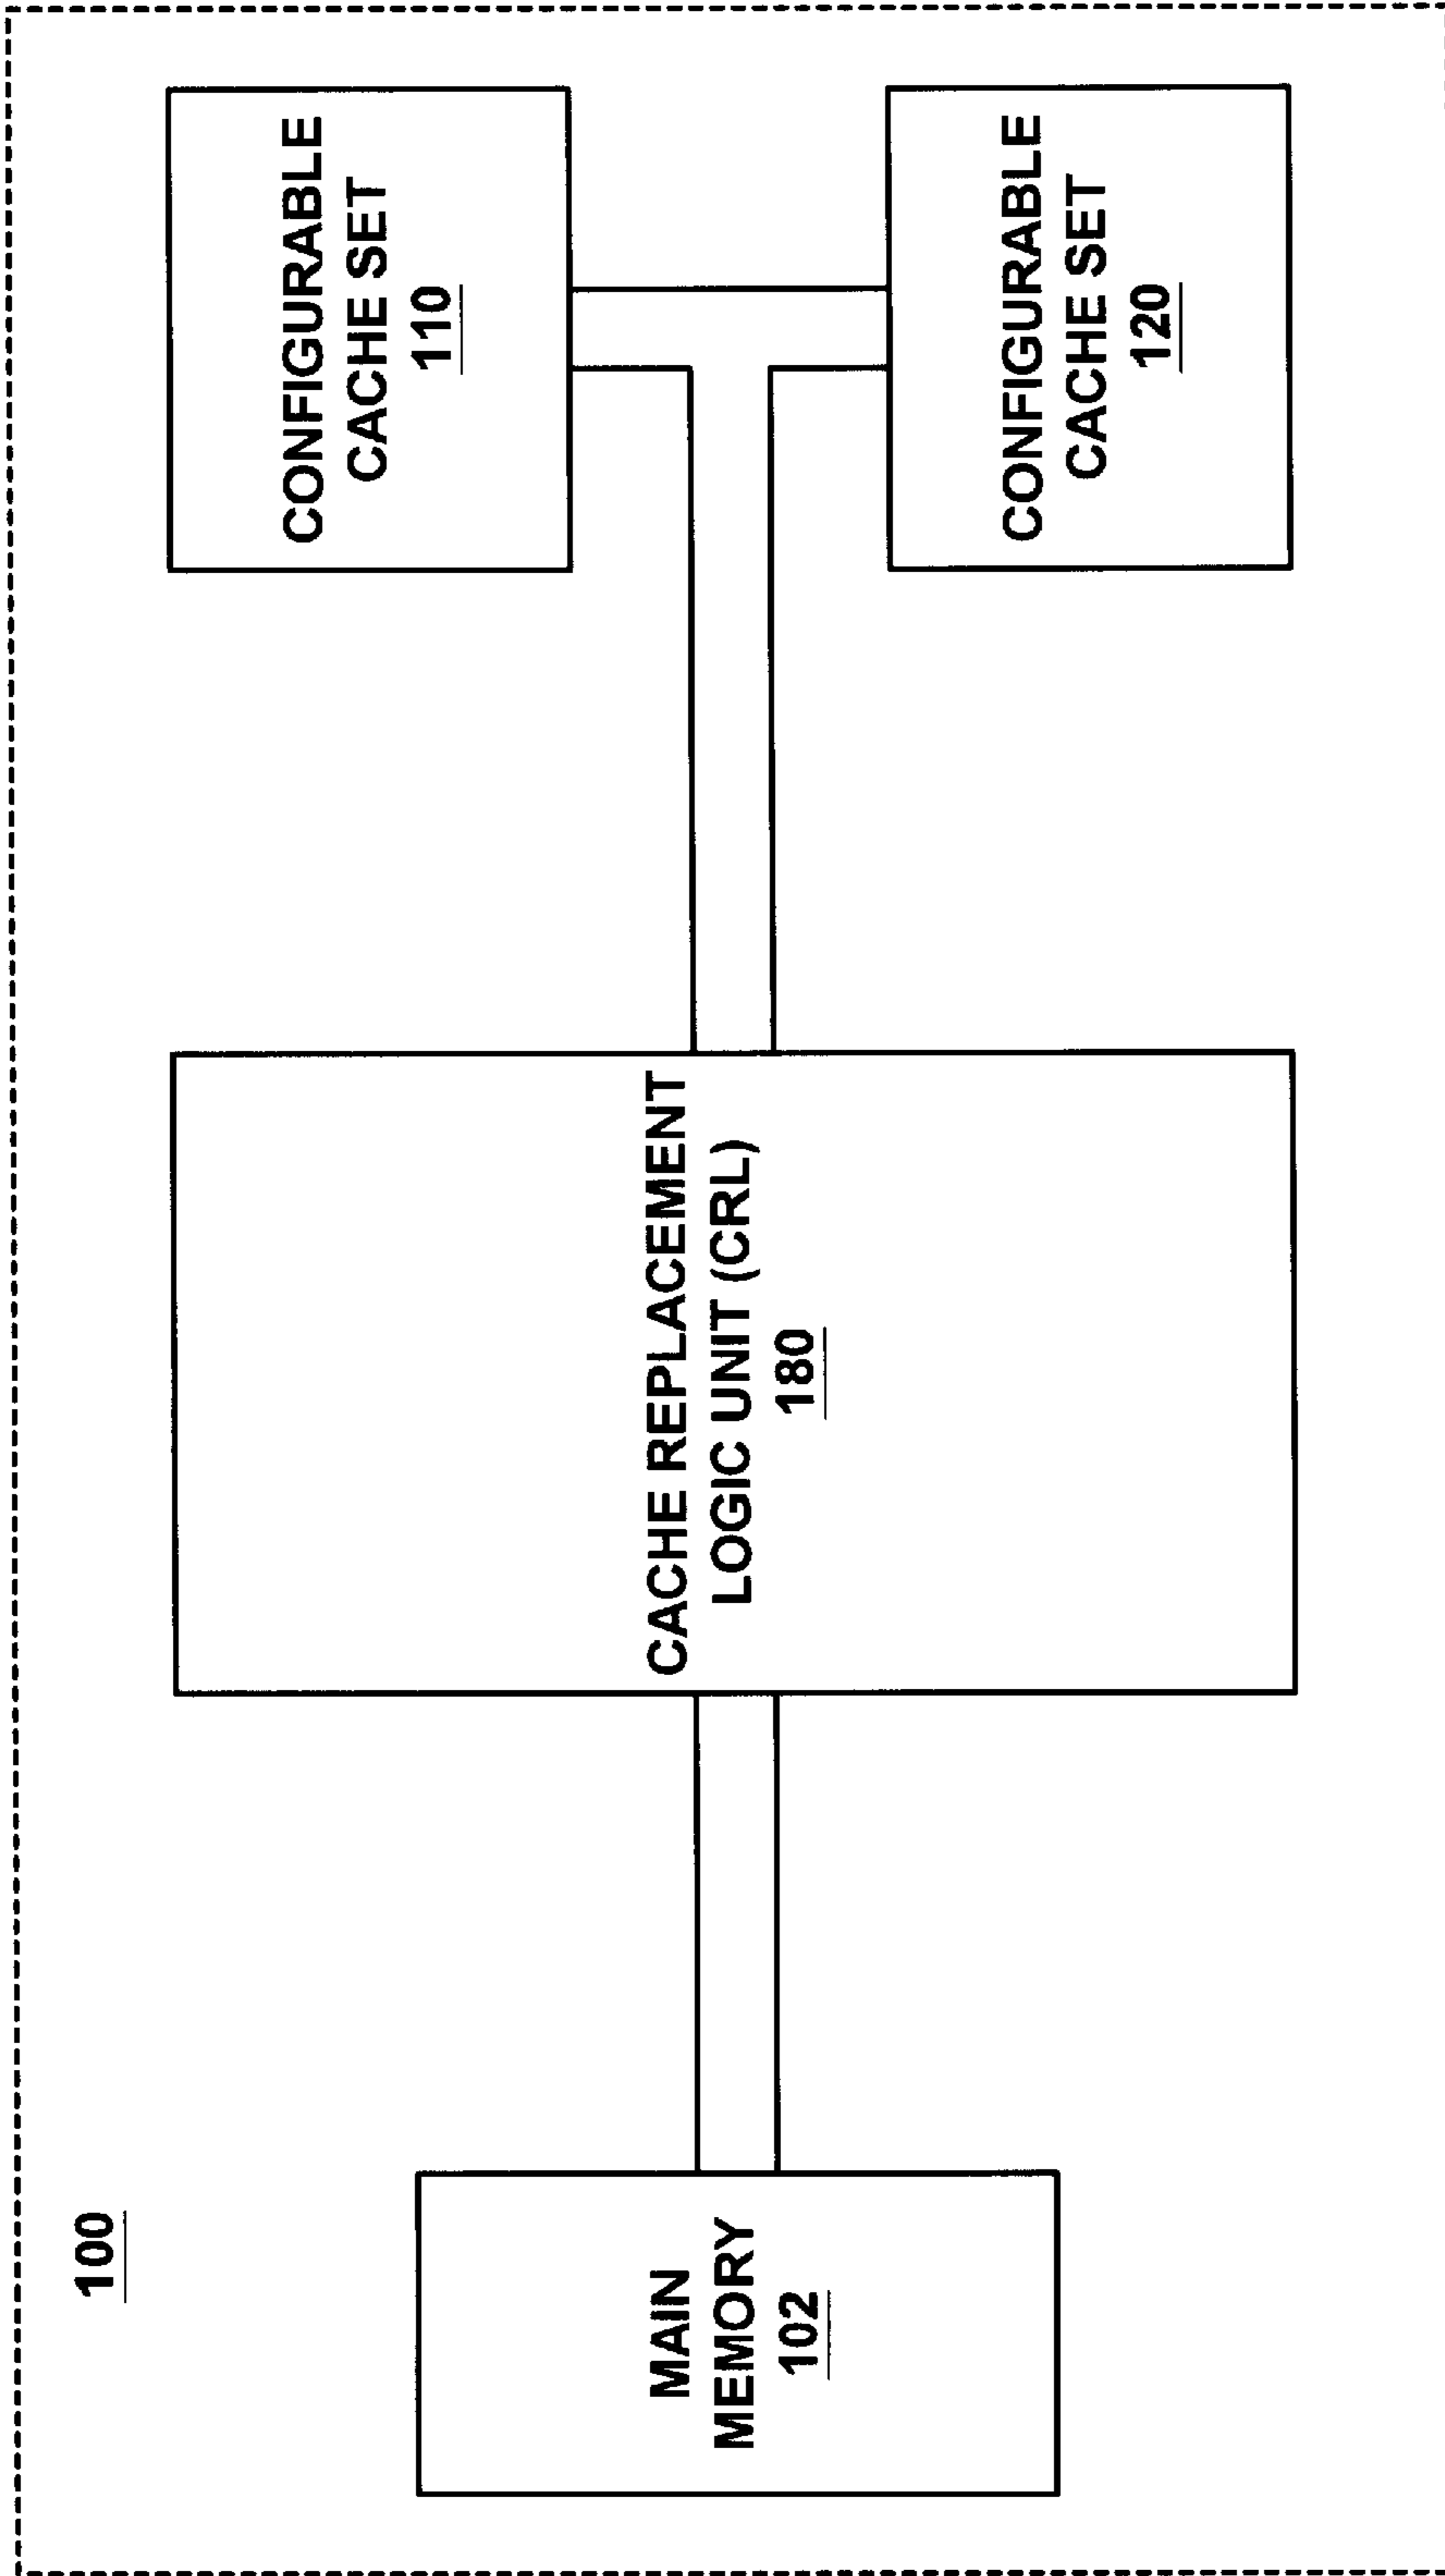 100
MAIN
MEMORY
102
CACHE REPLACEMENT
LOGIC UNIT (CRL)
180
CONFIGURABLE
CACHE SET
110
CONFIGURABLE
CACHE SET
120